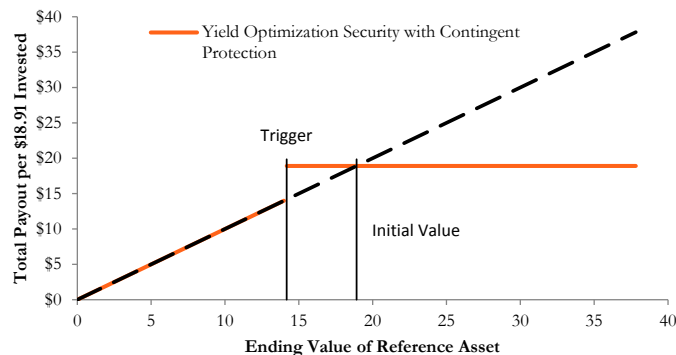 $40
$35
$30
$25
$20
$15
$10
$5
$0
Total Payout per $18.91 Invested
Yield Optimization Security with Contingent
Protection
Trigger
Initial Value
0 5 10 15 20 25 30 35 40
Ending Value of Reference Asset